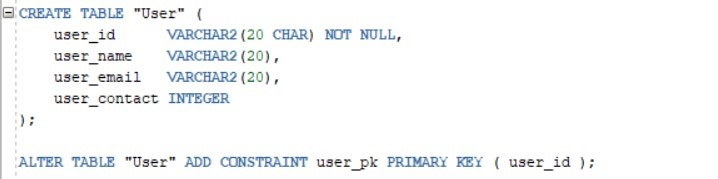 CREATE TABLE "User" (
user_id VARCHAR2(20 CHAR) NOT NULL,
user_name VARCHAR2(20),
user_email VARCHAR2(20),
user_contact INTEGER
);
ALTER TABLE "User" ADD CONSTRAINT user_pk PRIMARY KEY ( user_id );